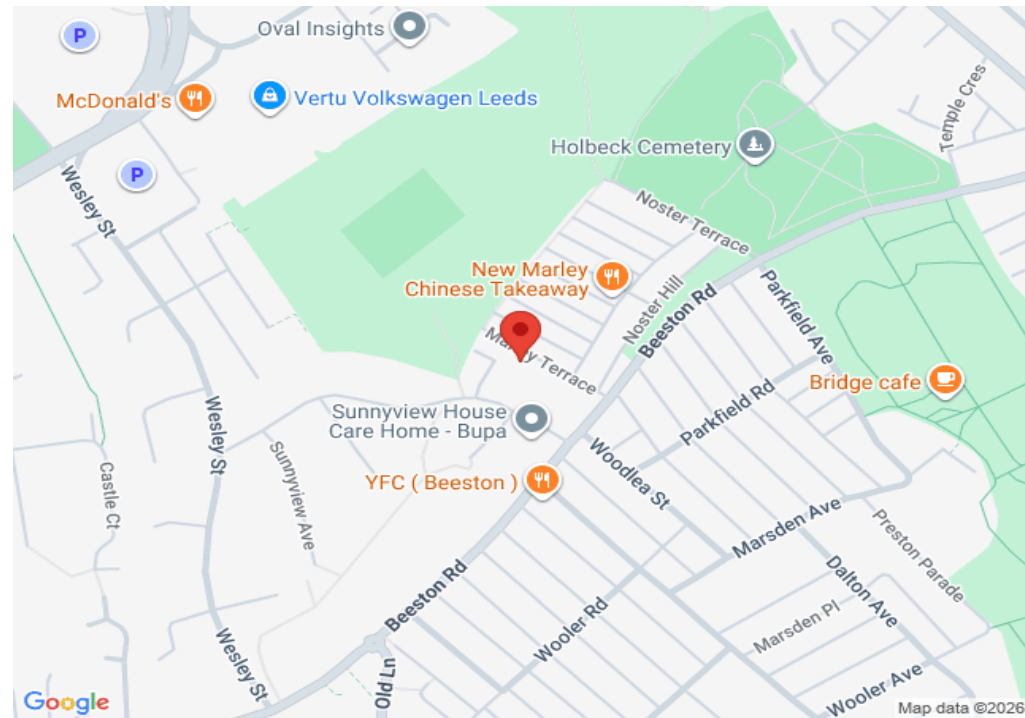 P
Oval Insights
McDonald's
Vertu Volkswagen Leeds
Temple Cres
Holbeck Cemetery
P
Wesley St
Noster Terrace
New Marley
Chinese Takeaway
Noster Hill
Beeston Rd
Parkfield Ave
Marley Terrace
Bridge cafe
Parkfield Rd
Sunnyview House
Care Home - Bupa
Wesley St
Sunnyview Ave
Castle Ct
YFC ( Beeston )
Woodlea St
Marsden Ave
Preston Parade
Dalton Ave
Beeston Rd
Wooler Rd
Marsden Pl
Wesley St
Old Ln
Wooler Ave
Google
Map data ©2026